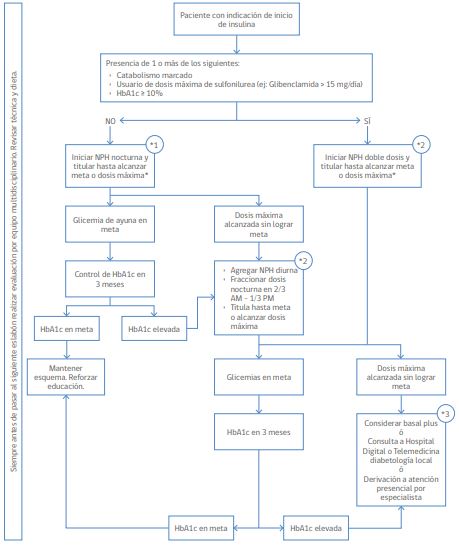 Siempre antes de pasar al siguiente eslabón realizar evaluación por equipo multidisciplinario. Revisar técnica y dieta.
Paciente con indicación de inicio
de insulina
Presencia de 1 o más de los siguientes:
· Catabolismo marcado
· Usuario de dosis máxima de sulfonilurea (ej: Glibenclamida > 15 mg/día)
· HbA1c ≥ 10%
NO
SÍ
*1
Iniciar NPH nocturna y
titular hasta alcanzar
meta o dosis máxima*
*2
Iniciar NPH doble dosis y
titular hasta alcanzar meta
o dosis máxima*
Glicemia de ayuna en
meta
Dosis máxima
alcanzada sin lograr
meta
Control de HbA1c en
3 meses
*2
· Agregar NPH diurna
· Fraccionar dosis
nocturna en 2/3
AM - 1/3 PM
· Titula hasta meta
o alcanzar dosis
máxima
HbA1c en meta
HbA1c elevada
Mantener
esquema. Reforzar
educación.
Glicemias en meta
Dosis máxima
alcanzada sin lograr
meta
HbA1c en 3 meses
*3
Considerar basal plus
ó
Consulta a Hospital
Digital o Telemedicina
diabetología local
ó
Derivación a atención
presencial por
especialista
HbA1c en meta
HbA1c elevada